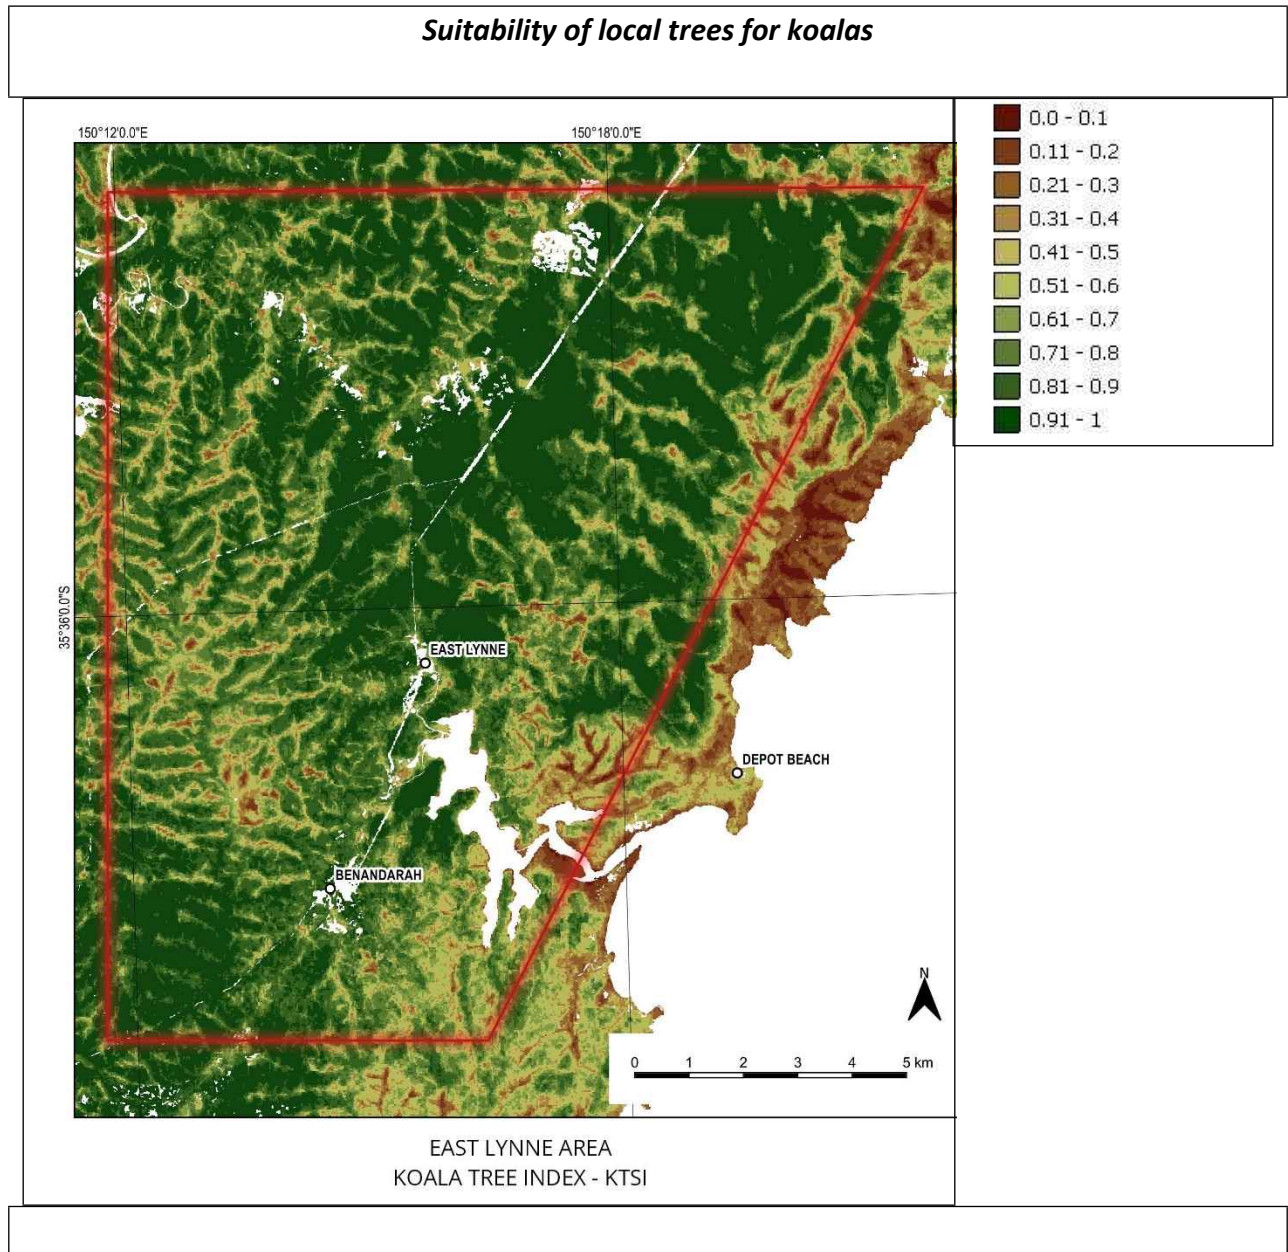 Suitability of local trees for koalas
150°12'0.0"E
150°18'0.0"E
0.0 - 0.1
0.11 - 0.2
0.21 - 0.3
0.31 - 0.4
0.41 - 0.5
0.51 - 0.6
0.61 - 0.7
0.71 - 0.8
0.81 - 0.9
0.91 - 1
35°36'0.0"S
EAST LYNNE
DEPOT BEACH
BENANDARAH
N
0 1 2 3 4 5 km
EAST LYNNE AREA
KOALA TREE INDEX - KTSI